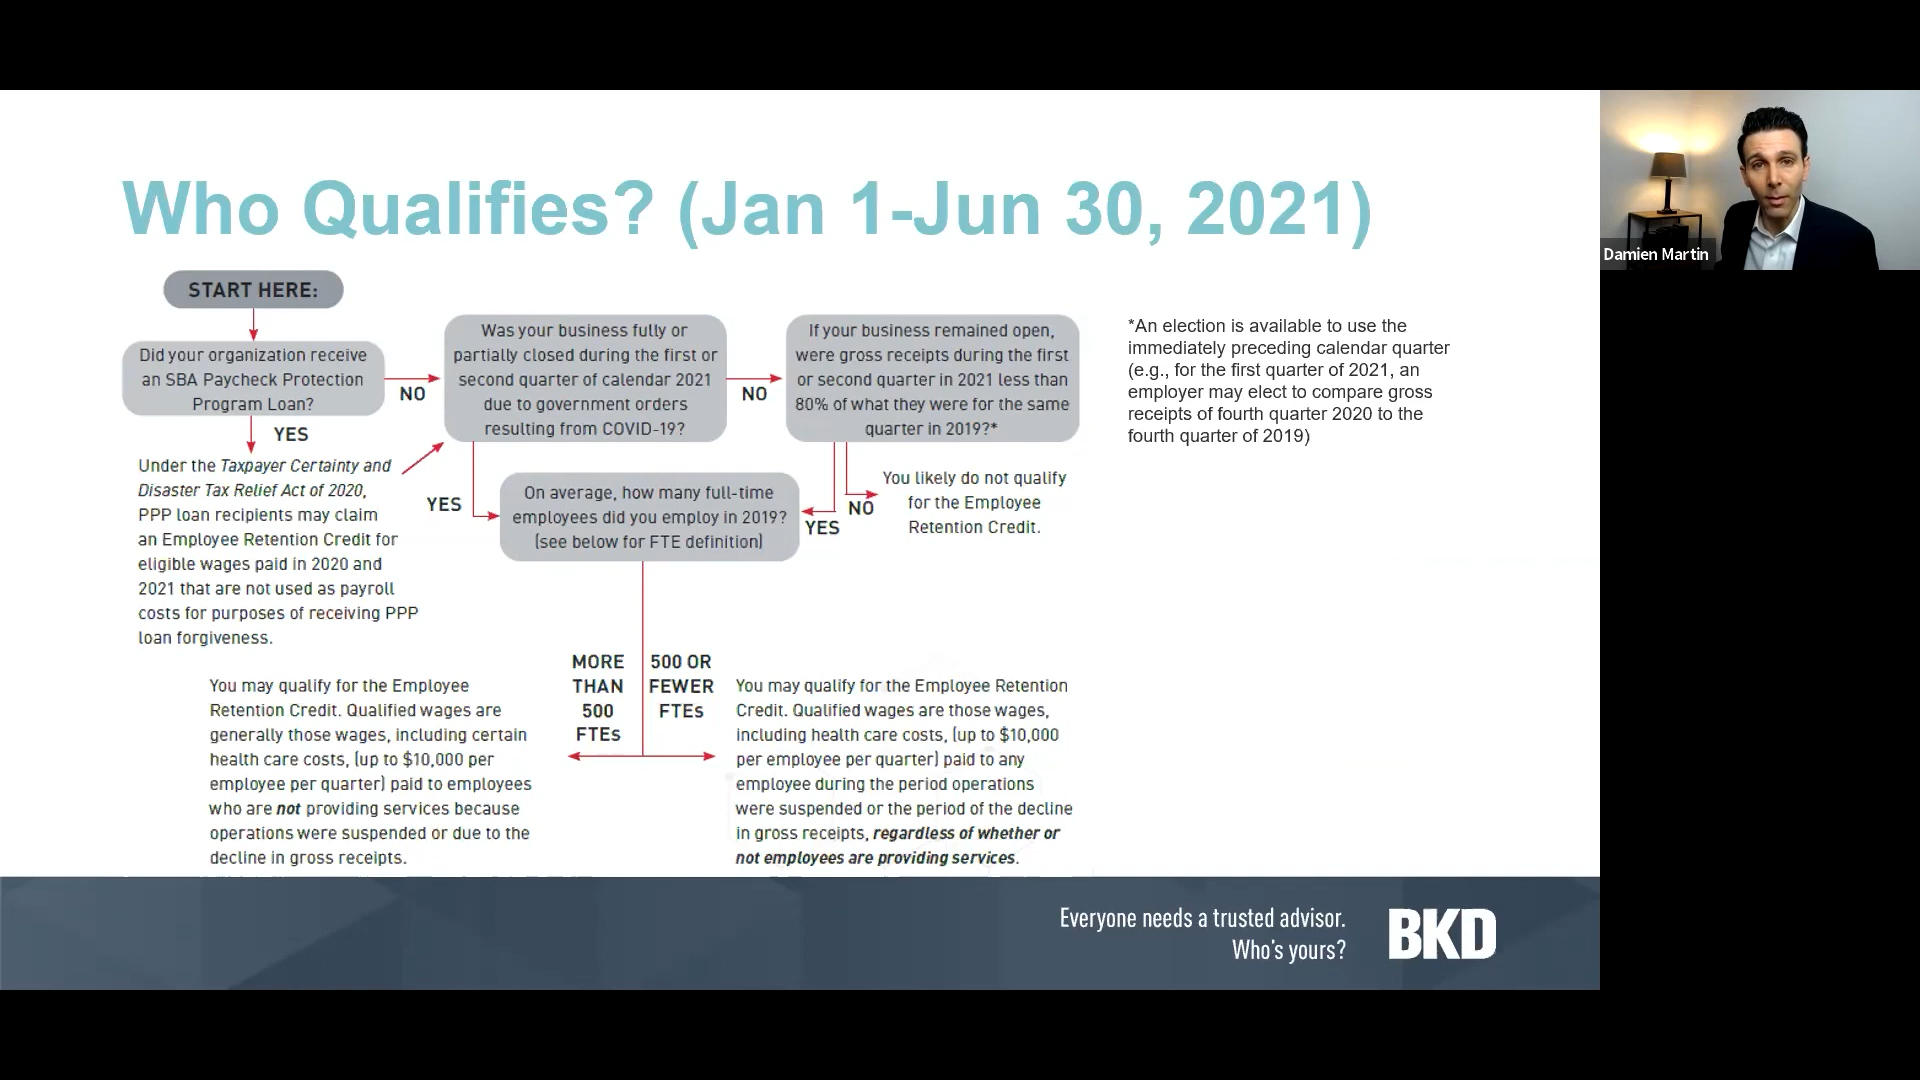 Who Qualifies? (Jan 1-Jun 30, 2021)
START HERE:
Did your organization receive
an SBA Paycheck Protection
Program Loan?
NO
YES
Under the Taxpayer Certainty and
Disaster Tax Relief Act of 2020,
PPP loan recipients may claim
an Employee Retention Credit for
eligible wages paid in 2020 and
2021 that are not used as payroll
costs for purposes of receiving PPP
loan forgiveness.
Was your business fully or
partially closed during the first or
second quarter of calendar 2021
due to government orders
resulting from COVID-19?
NO
YES
If your business remained open,
were gross receipts during the first
or second quarter in 2021 less than
80% of what they were for the same
quarter in 2019?*
NO
YES
You likely do not qualify
for the Employee
Retention Credit.
On average, how many full-time
employees did you employ in 2019?
(see below for FTE definition)
MORE
THAN
500
FTEs
500 OR
FEWER
FTEs
You may qualify for the Employee
Retention Credit. Qualified wages are
generally those wages, including certain
health care costs, (up to $10,000 per
employee per quarter) paid to employees
who are not providing services because
operations were suspended or due to the
decline in gross receipts.
You may qualify for the Employee Retention
Credit. Qualified wages are those wages,
including health care costs, (up to $10,000
per employee per quarter) paid to any
employee during the period operations
were suspended or the period of the decline
in gross receipts, regardless of whether or
not employees are providing services.
*An election is available to use the
immediately preceding calendar quarter
(e.g., for the first quarter of 2021, an
employer may elect to compare gross
receipts of fourth quarter 2020 to the
fourth quarter of 2019)
Everyone needs a trusted advisor.
Who's yours?
BKD
Damien Martin